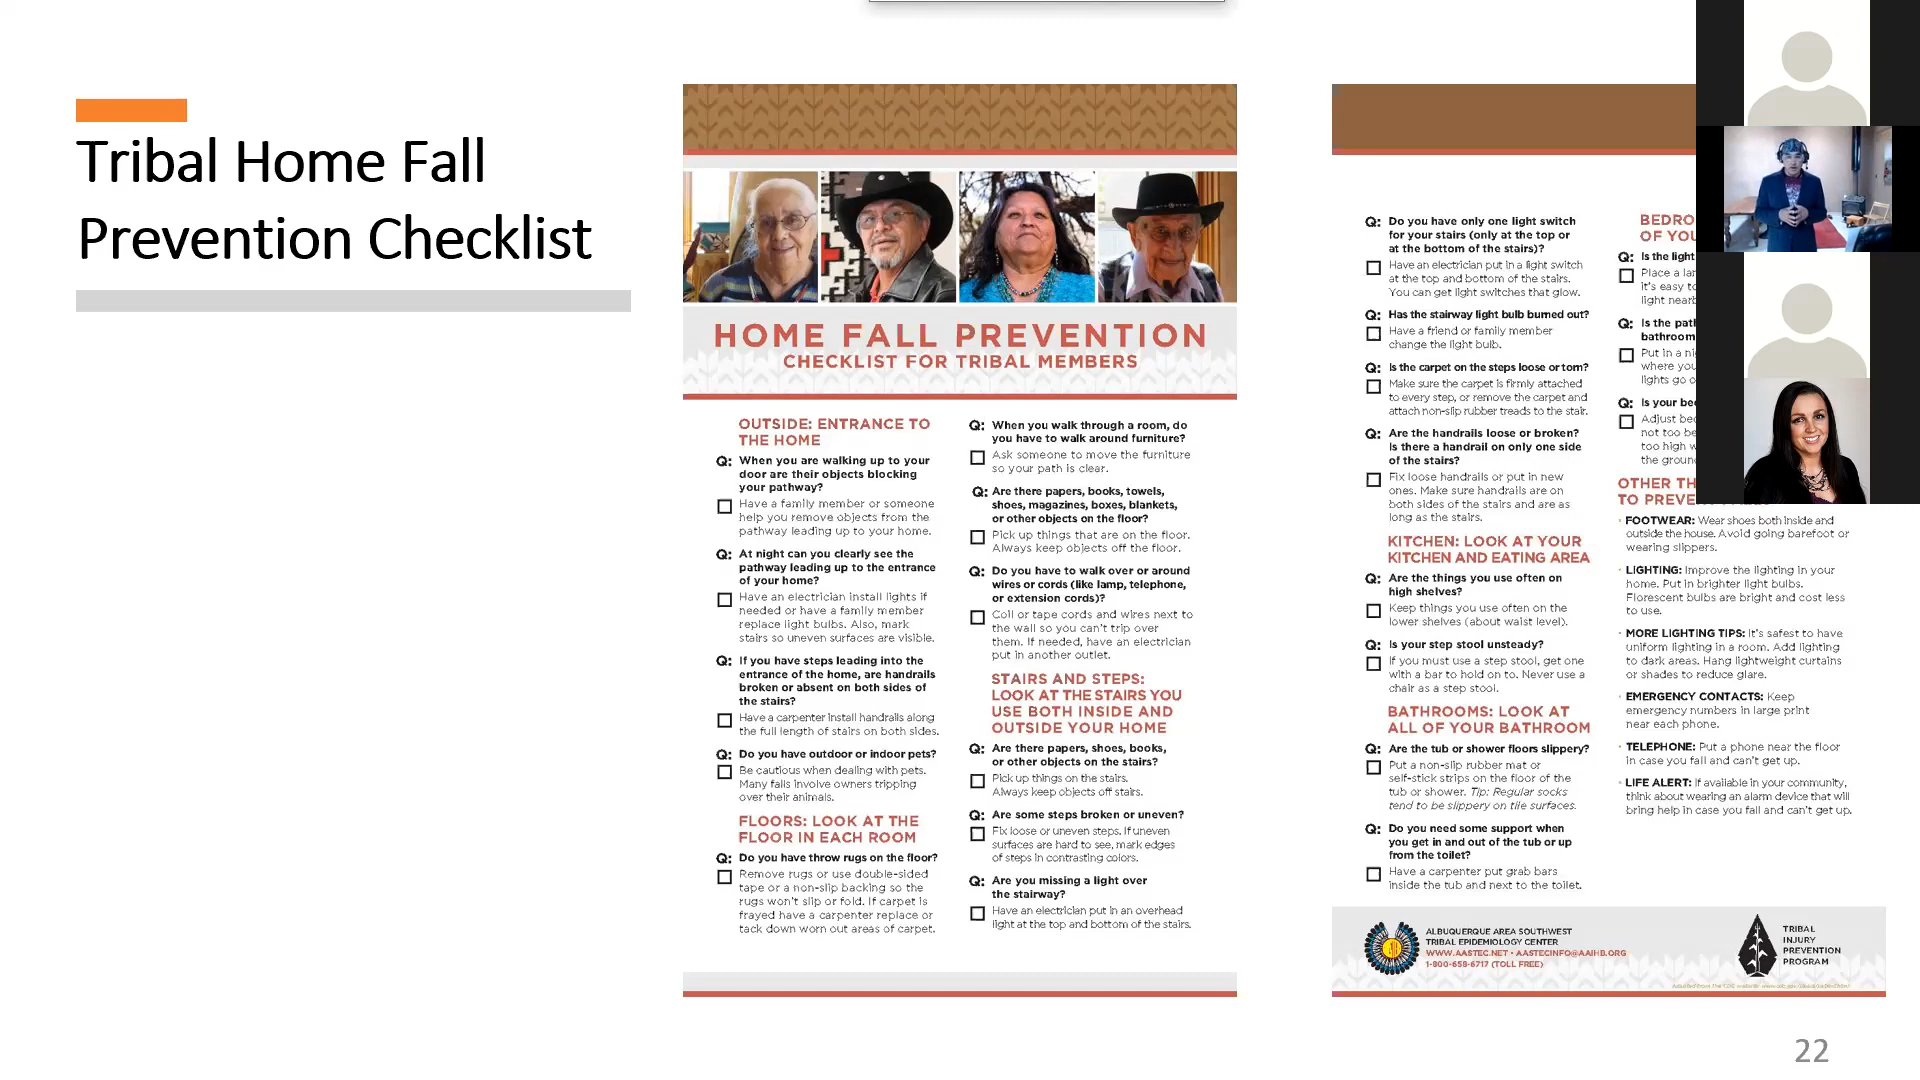 Tribal Home Fall
Prevention Checklist
HOME FALL PREVENTION
CHECKLIST FOR TRIBAL MEMBERS
OUTSIDE: ENTRANCE TO
THE HOME
Q: When you are walking up to your
door are their objects blocking
your pathway?
Have a family member or someone
help you remove objects from the
pathway leading up to your home.
Q: At night can you clearly see the
pathway leading up to the entrance
of your home?
Have an electrician install lights if
needed or have a family member
replace light bulbs. Also, mark
stairs so uneven surfaces are visible.
Q: If you have steps leading into the
entrance of the home, are handrails
broken or absent on both sides of
the stairs?
Have a carpenter install handrails along
the full length of stairs on both sides.
Q: Do you have outdoor or indoor pets?
Be cautious when dealing with pets.
Many falls involve owners tripping
over their animals.
FLOORS: LOOK AT THE
FLOOR IN EACH ROOM
Q: Do you have throw rugs on the floor?
Remove rugs or use double-sided
tape or a non-slip backing so the
rugs won't slip or fold. If carpet is
frayed have a carpenter replace or
tack down worn out areas of carpet.
Q: When you walk through a room, do
you have to walk around furniture?
Ask someone to move the furniture
so your path is clear.
Q: Are there papers, books, towels,
shoes, magazines, boxes, blankets,
or other objects on the floor?
Pick up things that are on the floor.
Always keep objects off the floor.
Q: Do you have to walk over or around
wires or cords (like lamp, telephone,
or extension cords)?
Coil or tape cords and wires next to
the wall so you can't trip over
them. If needed, have an electrician
put in another outlet.
STAIRS AND STEPS:
LOOK AT THE STAIRS YOU
USE BOTH INSIDE AND
OUTSIDE YOUR HOME
Q: Are there papers, shoes, books,
or other objects on the stairs?
Pick up things on the stairs.
Always keep objects off stairs.
Q: Are some steps broken or uneven?
Fix loose or uneven steps. If uneven
surfaces are hard to see, mark edges
of steps in contrasting colors.
Q: Are you missing a light over
the stairway?
Have an electrician put in an overhead
light at the top and bottom of the stairs.
Q: Do you have only one light switch
for your stairs (only at the top or
at the bottom of the stairs)?
Have an electrician put in a light switch
at the top and bottom of the stairs.
You can get light switches that glow.
Q: Has the stairway light bulb burned out?
Have a friend or family member
change the light bulb.
Q: Is the carpet on the steps loose or torn?
Make sure the carpet is firmly attached
to every step, or remove the carpet and
attach non-slip rubber treads to the stair.
Q: Are the handrails loose or broken?
Is there a handrail on only one side
of the stairs?
Fix loose handrails or put in new
ones. Make sure handrails are on
both sides of the stairs and are as
long as the stairs.
KITCHEN: LOOK AT YOUR
KITCHEN AND EATING AREA
Q: Are the things you use often on
high shelves?
Keep things you use often on the
lower shelves (about waist level).
Q: Is your step stool unsteady?
If you must use a step stool, get one
with a bar to hold on to. Never use a
chair as a step stool.
BATHROOMS: LOOK AT
ALL OF YOUR BATHROOM
Q: Are the tub or shower floors slippery?
Put a non-slip rubber mat or
self-stick strips on the floor of the
tub or shower. Tip: Regular socks
tend to be slippery on tile surfaces.
Q: Do you need some support when
you get in and out of the tub or up
from the toilet?
Have a carpenter put grab bars
inside the tub and next to the toilet.
BEDRO
OF YOU
Q: Is the light
Place a lar
it's easy to
light nearb
Q: Is the path
bathroom
Put in a ni
where you
lights go o
Q: Is your bed
Adjust bed
not too be
too high w
the ground
OTHER TH
TO PREVE
· FOOTWEAR: Wear shoes both inside and
outside the house. Avoid going barefoot or
wearing slippers.
· LIGHTING: Improve the lighting in your
home. Put in brighter light bulbs.
Florescent bulbs are bright and cost less
to use.
· MORE LIGHTING TIPS: It's safest to have
uniform lighting in a room. Add lighting
to dark areas. Hang lightweight curtains
or shades to reduce glare.
· EMERGENCY CONTACTS: Keep
emergency numbers in large print
near each phone.
· TELEPHONE: Put a phone near the floor
in case you fall and can't get up.
· LIFE ALERT: If available in your community,
think about wearing an alarm device that will
bring help in case you fall and can't get up.
ALBUQUERQUE AREA SOUTHWEST
TRIBAL EPIDEMIOLOGY CENTER
WWW.AASTEC.NET • AASTECINFO@AAIHB.ORG
1-800-658-6717 (TOLL FREE)
TRIBAL
INJURY
PREVENTION
PROGRAM
22